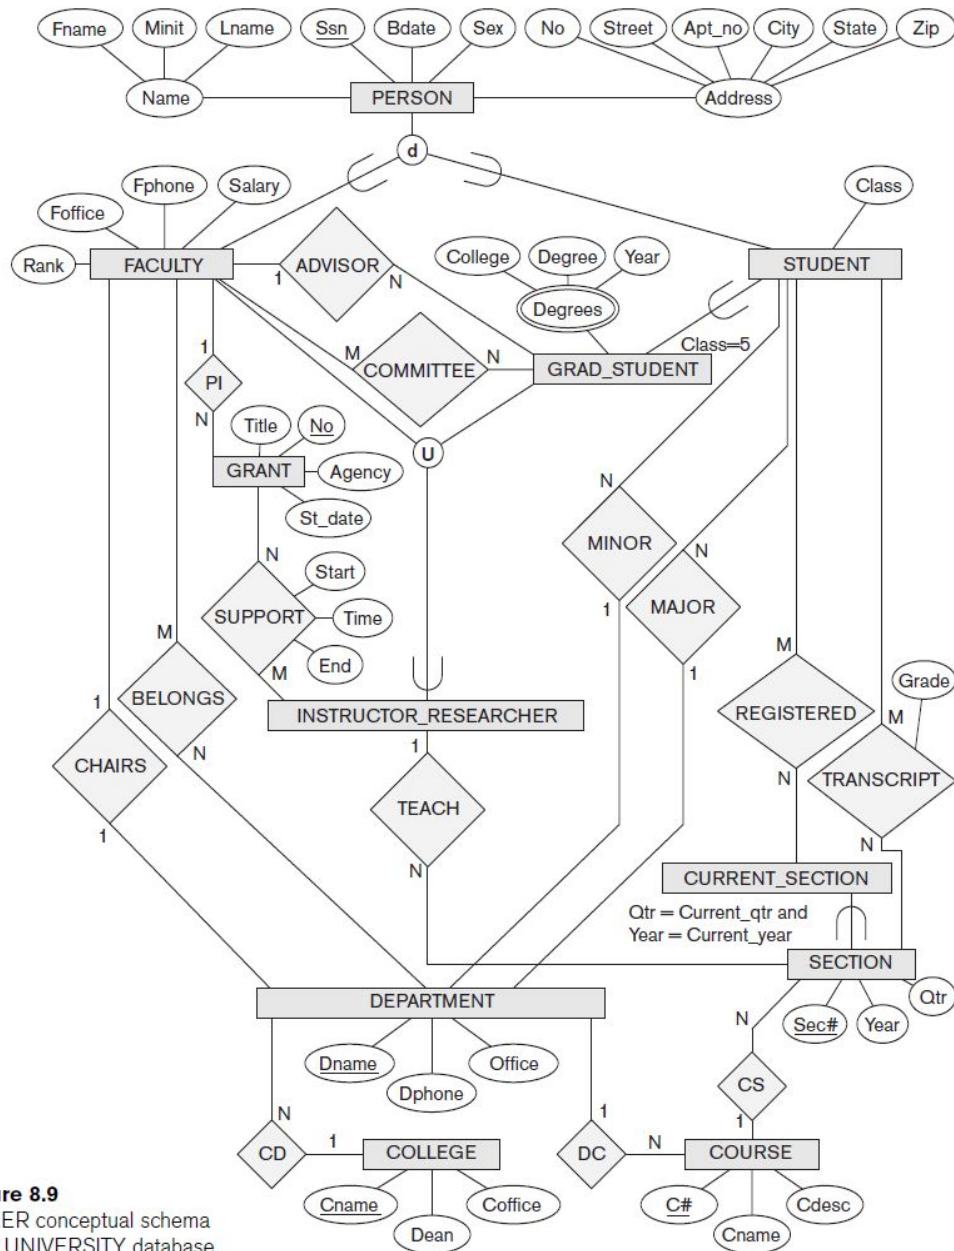 Fname Minit Lname Ssn Bdate Sex No Street Apt_no City State Zip
Name PERSON Address
d
Fphone Salary Class
Foffice
Rank FACULTY ADVISOR College Degree Year STUDENT
1 N
Degrees
Class=5
1 M COMMITTEE N GRAD_STUDENT
PI
N Title No
U
GRANT Agency
St_date
N
MINOR N
N Start
SUPPORT Time 1 MAJOR
M End M
M 1 Grade
BELONGS
1 INSTRUCTOR_RESEARCHER REGISTERED M
N 1
CHAIRS N TRANSCRIPT
TEACH
1 N
N CURRENT_SECTION
Qtr = Current_qtr and
Year = Current_year
SECTION
DEPARTMENT Qtr
N Sec# Year
Dname Office
Dphone CS
N 1 1
CD 1 COLLEGE DC N COURSE
Cname Coffice C# Cdesc
Dean Cname
re 8.9
ER conceptual schema
UNIVERSITY database